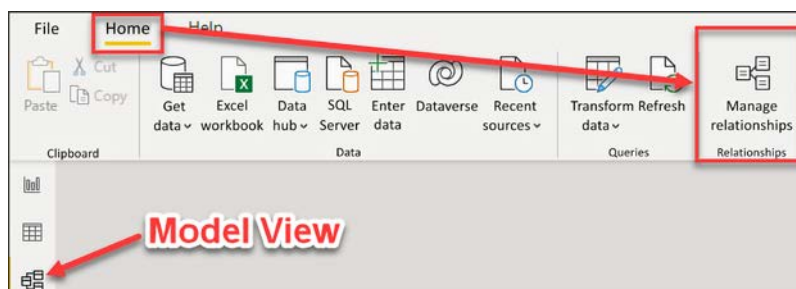 File Home Help
Paste
Cut
Copy
Clipboard
Get data
Excel workbook
Data hub
SQL Server
Enter data
Dataverse
Recent sources
Data
Transform data
Refresh
Queries
Manage relationships
Relationships
Model View